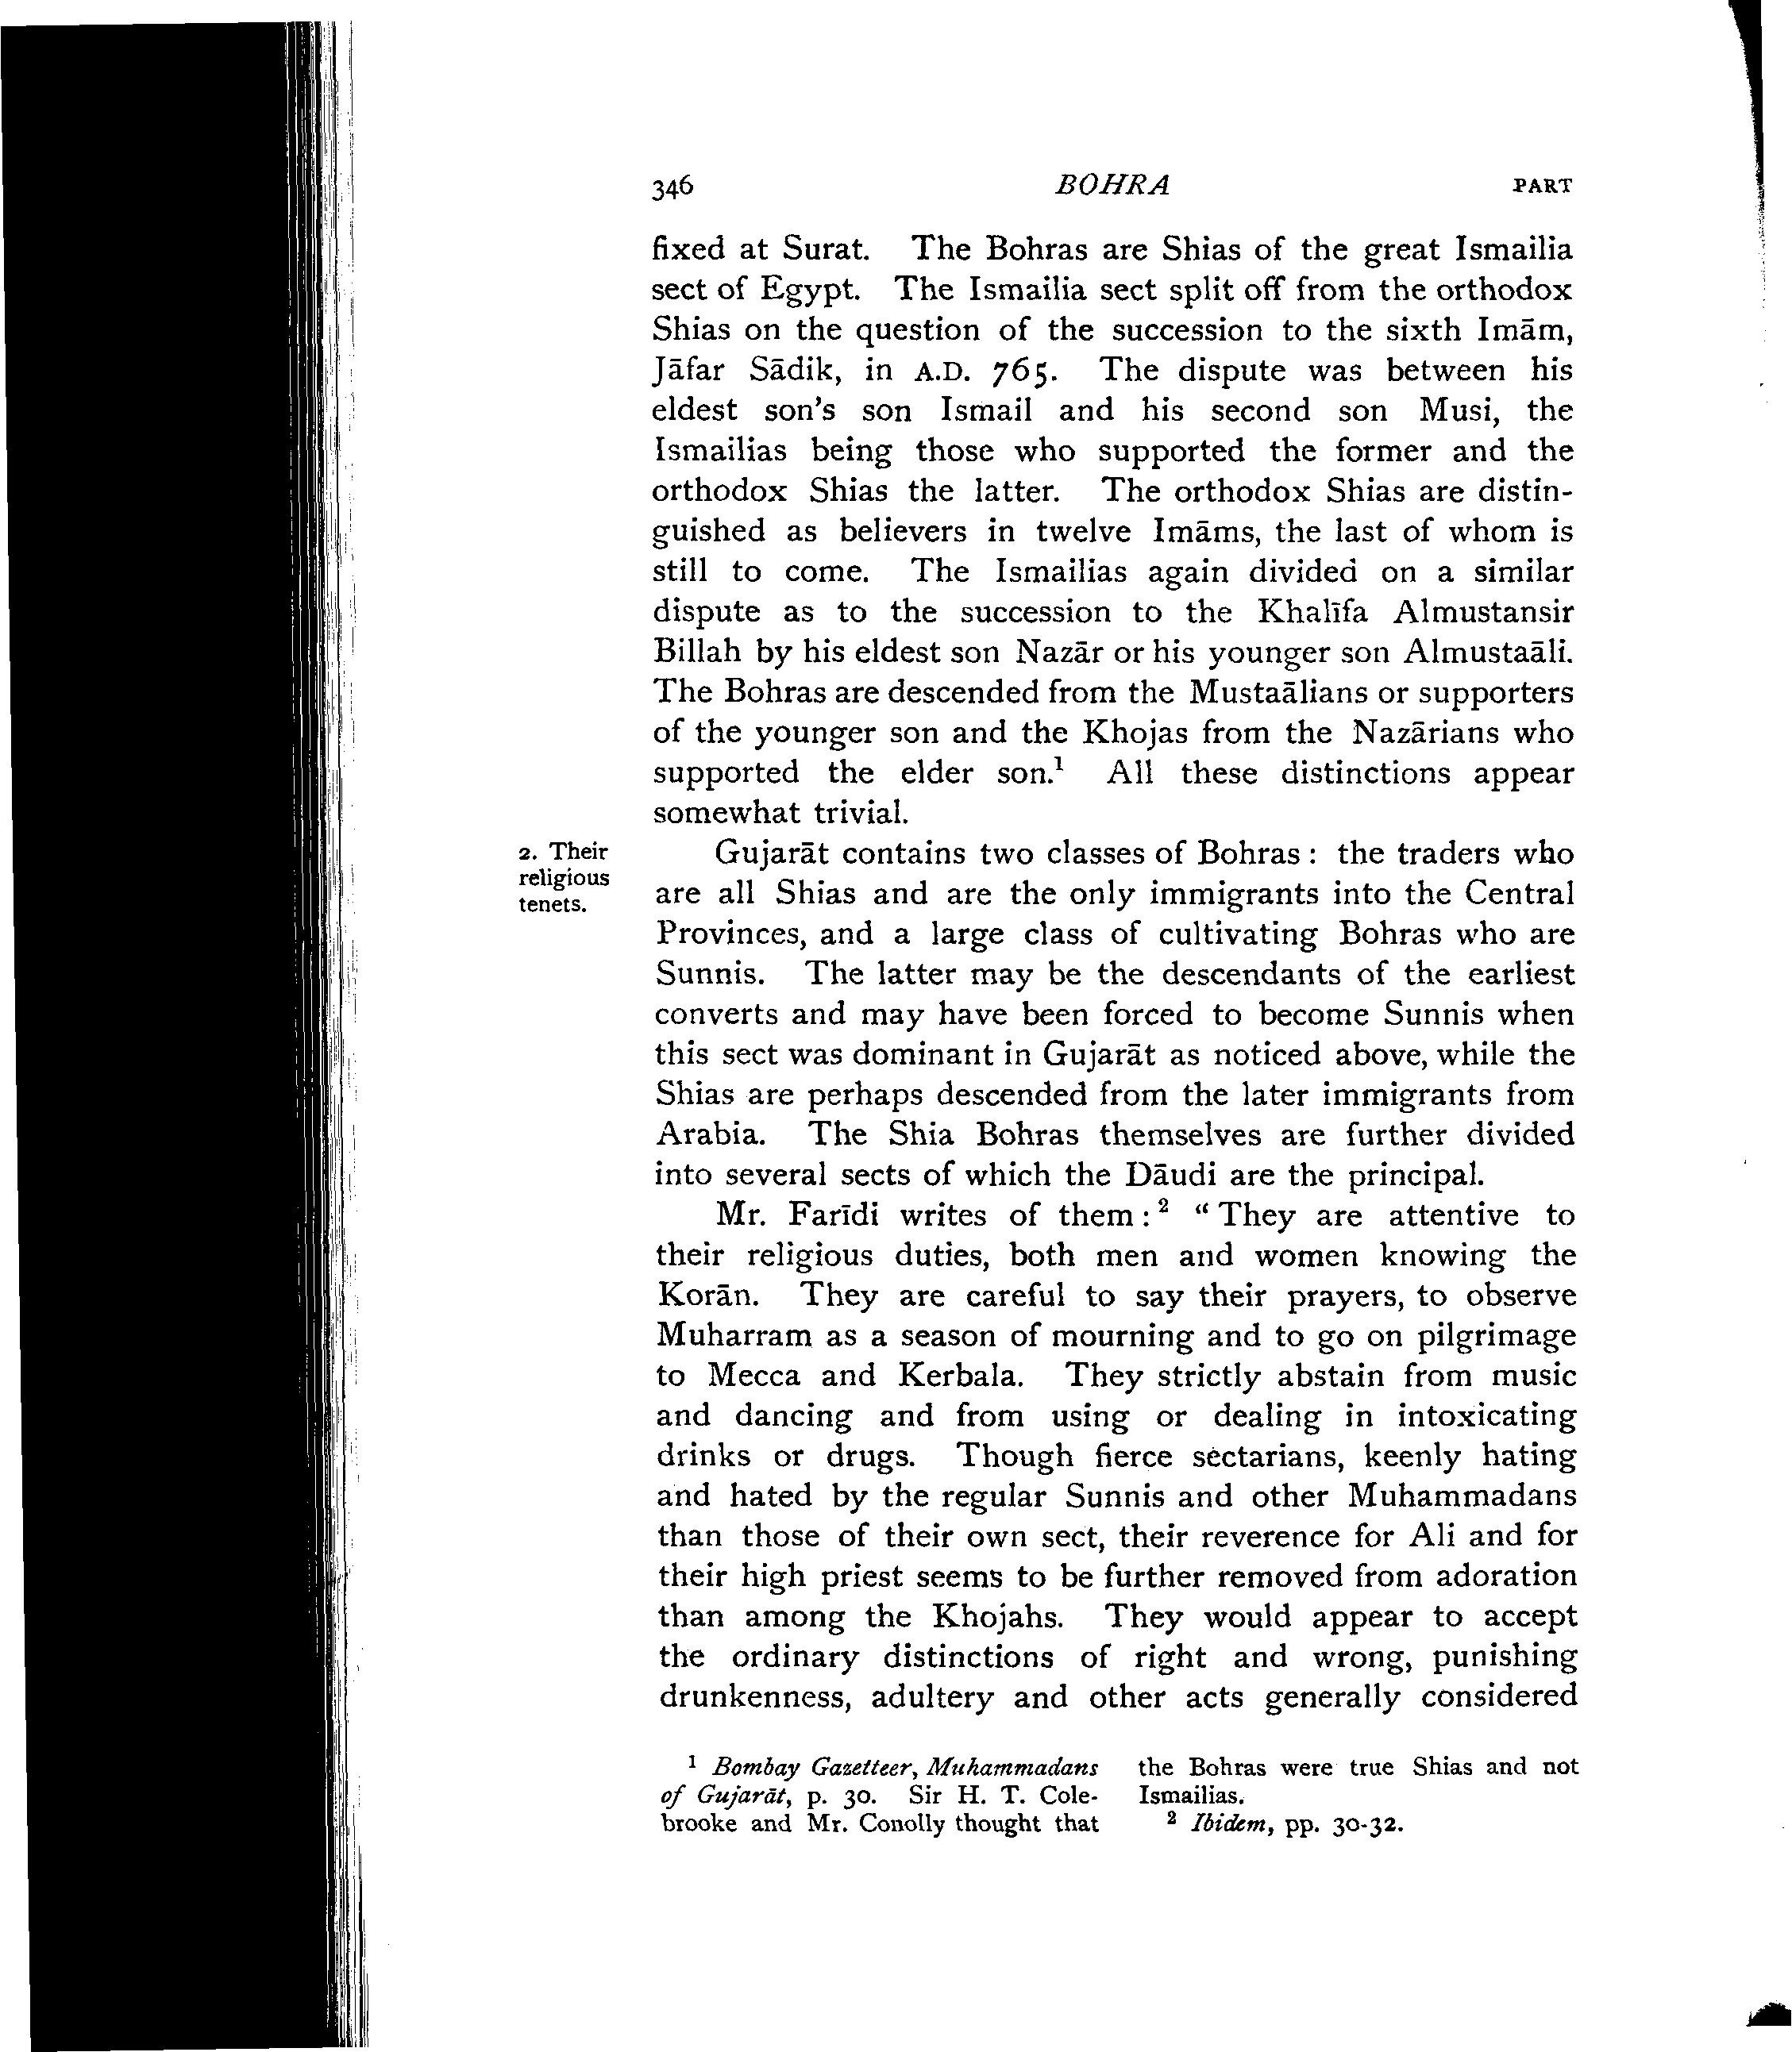 346 BOHRA PART
fixed at Surat. The Bohras are Shias of the great Ismailia
sect of Egypt. The Ismailia sect split off from the orthodox
Shias on the question of the succession to the sixth Imām,
Jāfar Sādik, in A.D. 765. The dispute was between his
eldest son's son Ismail and his second son Musi, the
Ismailias being those who supported the former and the
orthodox Shias the latter. The orthodox Shias are distin-
guished as believers in twelve Imāms, the last of whom is
still to come. The Ismailias again divided on a similar
dispute as to the succession to the Khalīfa Almustansir
Billah by his eldest son Nazār or his younger son Almustaāli.
The Bohras are descended from the Mustaālians or supporters
of the younger son and the Khojas from the Nazārians who
supported the elder son.¹ All these distinctions appear
somewhat trivial.
2. Their
religious
tenets.
Gujarāt contains two classes of Bohras : the traders who
are all Shias and are the only immigrants into the Central
Provinces, and a large class of cultivating Bohras who are
Sunnis. The latter may be the descendants of the earliest
converts and may have been forced to become Sunnis when
this sect was dominant in Gujarāt as noticed above, while the
Shias are perhaps descended from the later immigrants from
Arabia. The Shia Bohras themselves are further divided
into several sects of which the Dāudi are the principal.
Mr. Farīdi writes of them :² “ They are attentive to
their religious duties, both men and women knowing the
Korān. They are careful to say their prayers, to observe
Muharram as a season of mourning and to go on pilgrimage
to Mecca and Kerbala. They strictly abstain from music
and dancing and from using or dealing in intoxicating
drinks or drugs. Though fierce sectarians, keenly hating
and hated by the regular Sunnis and other Muhammadans
than those of their own sect, their reverence for Ali and for
their high priest seems to be further removed from adoration
than among the Khojahs. They would appear to accept
the ordinary distinctions of right and wrong, punishing
drunkenness, adultery and other acts generally considered
¹ Bombay Gazetteer, Muhammadans
of Gujarāt, p. 30. Sir H. T. Cole-
brooke and Mr. Conolly thought that
the Bohras were true Shias and not
Ismailias.
² Ibidem, pp. 30-32.